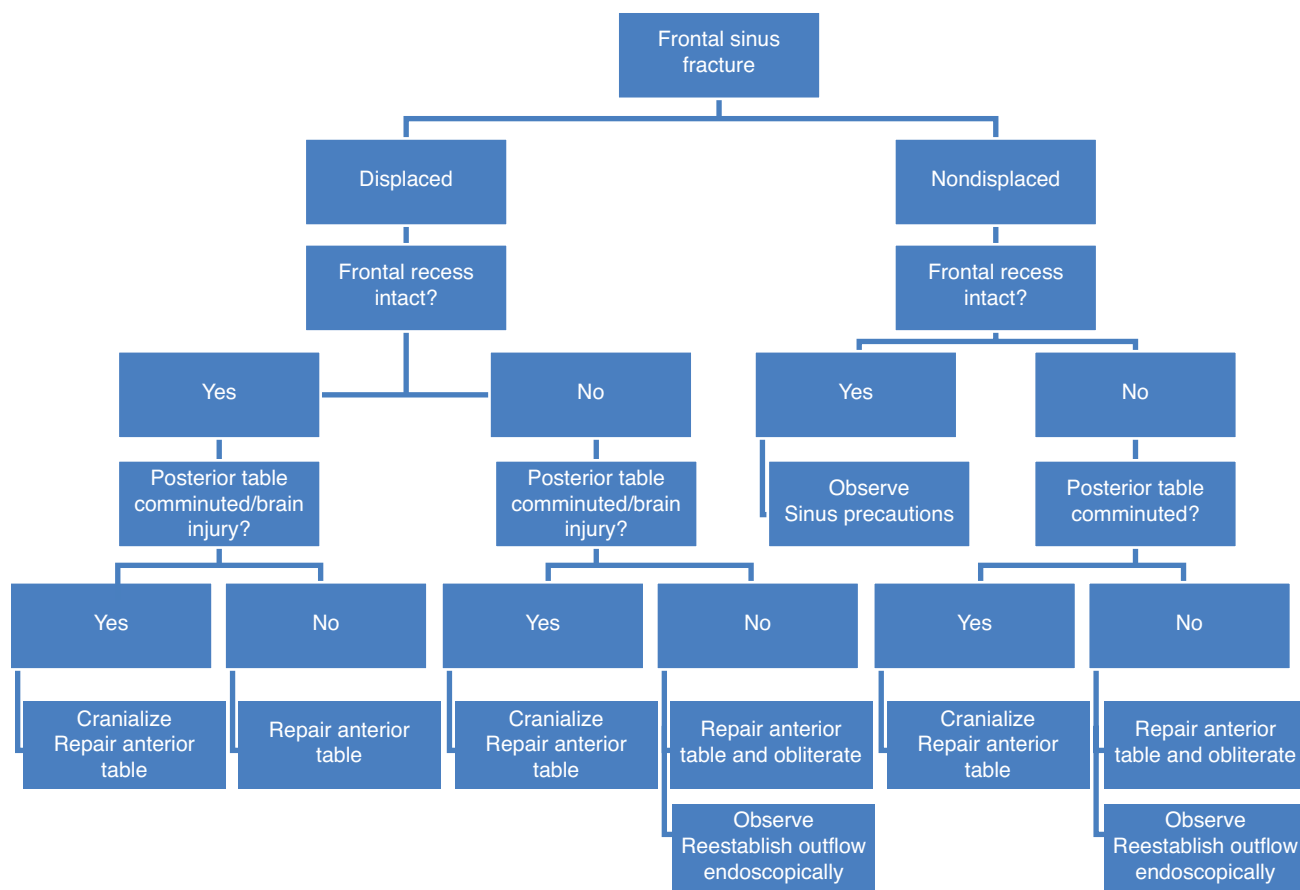 Frontal sinus
fracture
Displaced
Nondisplaced
Frontal recess
intact?
Frontal recess
intact?
Yes
No
Yes
No
Posterior table
comminuted/brain
injury?
Posterior table
comminuted/brain
injury?
Observe
Sinus precautions
Posterior table
comminuted?
Yes
No
Yes
No
Yes
No
Cranialize
Repair anterior
table
Repair anterior
table
Cranialize
Repair anterior
table
Repair anterior
table and obliterate
Cranialize
Repair anterior
table
Repair anterior
table and obliterate
Observe
Reestablish outflow
endoscopically
Observe
Reestablish outflow
endoscopically